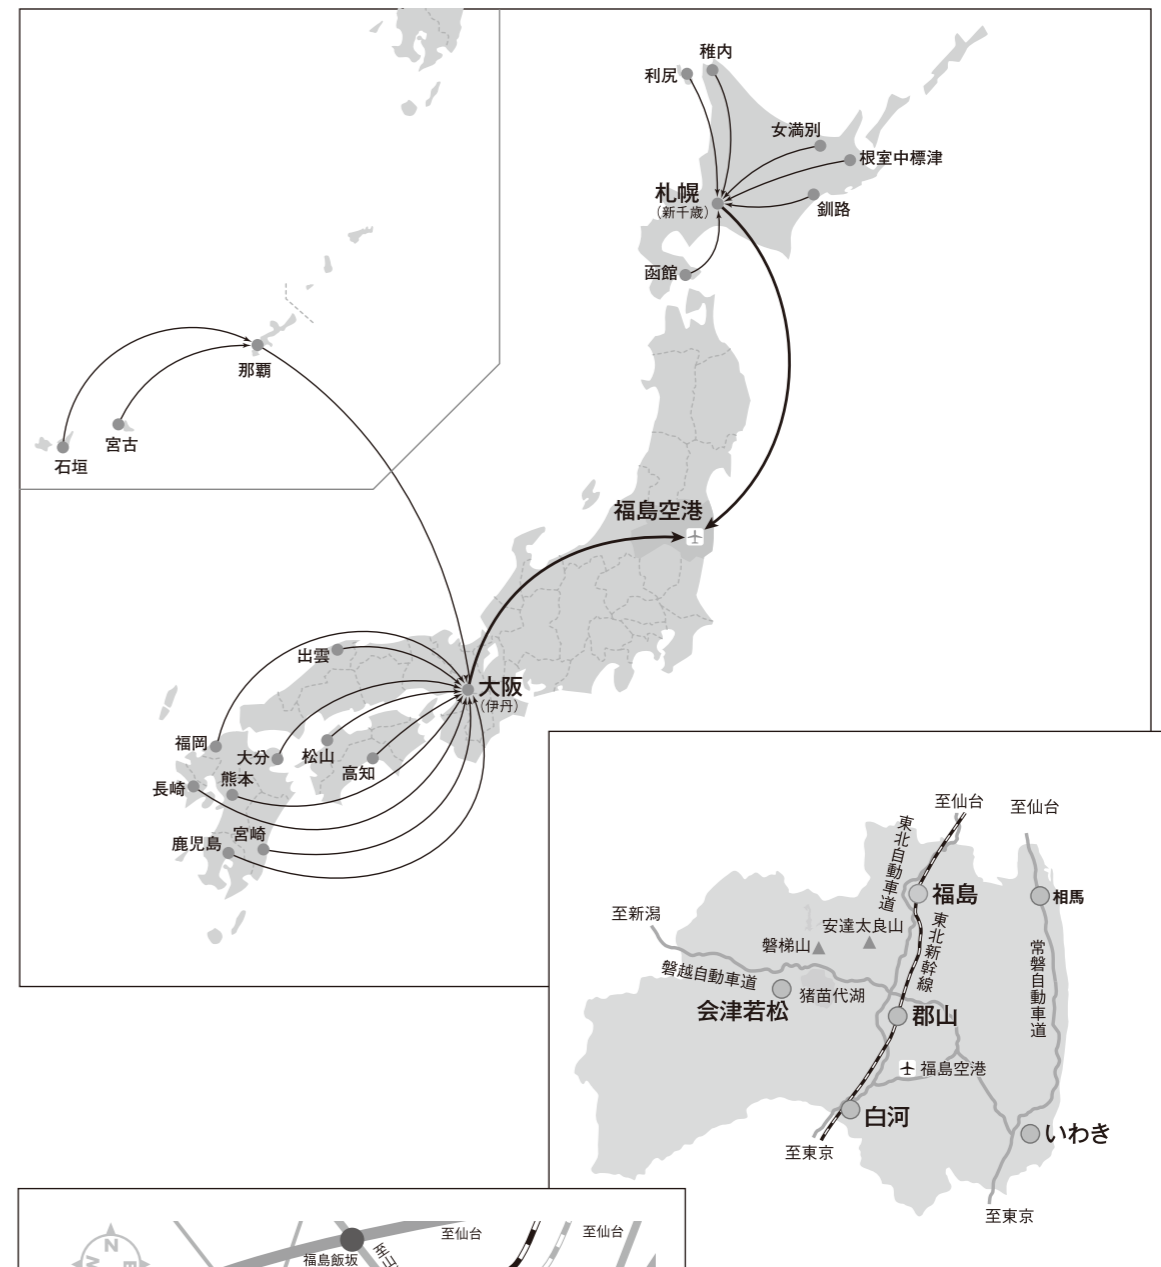 稚内
利尻
女満別
根室中標津
札幌
(新千歳)
釧路
函館
那覇
宮古
石垣
福島空港
出雲
大阪
(伊丹)
福岡
大分
松山
高知
長崎
熊本
鹿児島
宮崎
至仙台
至仙台
東北自動車道
福島
相馬
至新潟
安達太良山
磐梯山
東北新幹線
常磐自動車道
磐越自動車道
猪苗代湖
会津若松
郡山
福島空港
白河
いわき
至東京
至東京
至仙台
至仙台
N
W
E
福島飯坂
至山